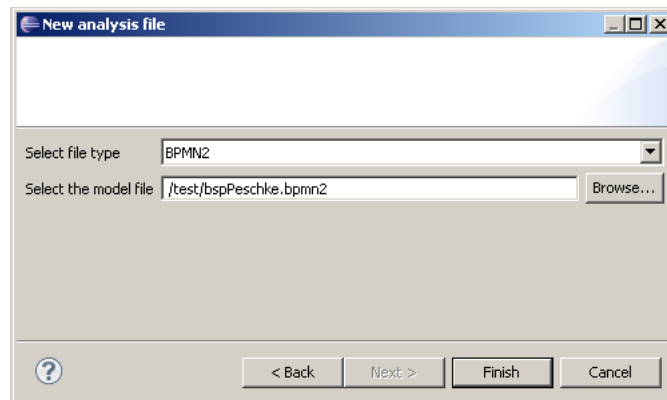 New analysis file
Select file type BPMN2
Select the model file /test/bspPeschke.bpmn2 Browse...
? < Back Next > Finish Cancel